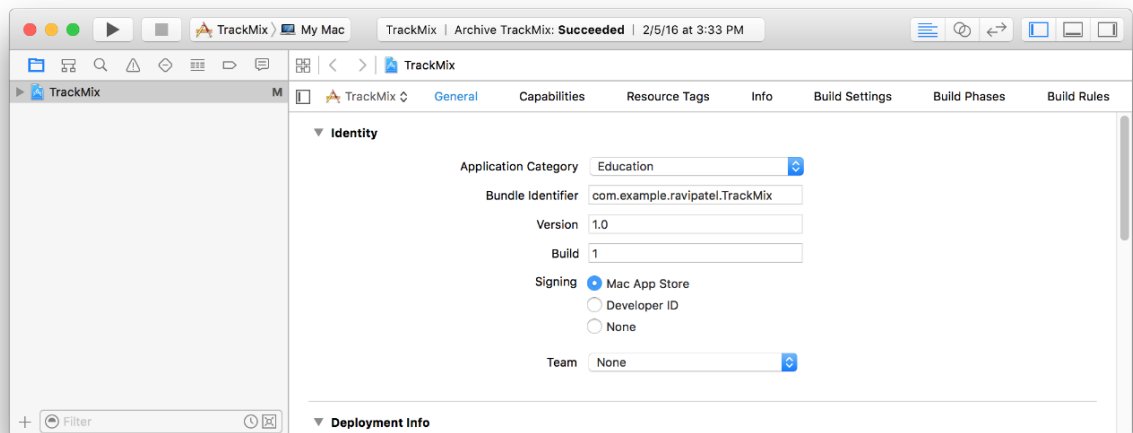 TrackMix My Mac TrackMix | Archive TrackMix: Succeeded | 2/5/16 at 3:33 PM
TrackMix
TrackMix M
TrackMix General Capabilities Resource Tags Info Build Settings Build Phases Build Rules
Identity
Application Category Education
Bundle Identifier com.example.ravipatel.TrackMix
Version 1.0
Build 1
Signing Mac App Store
Developer ID
None
Team None
Filter
Deployment Info